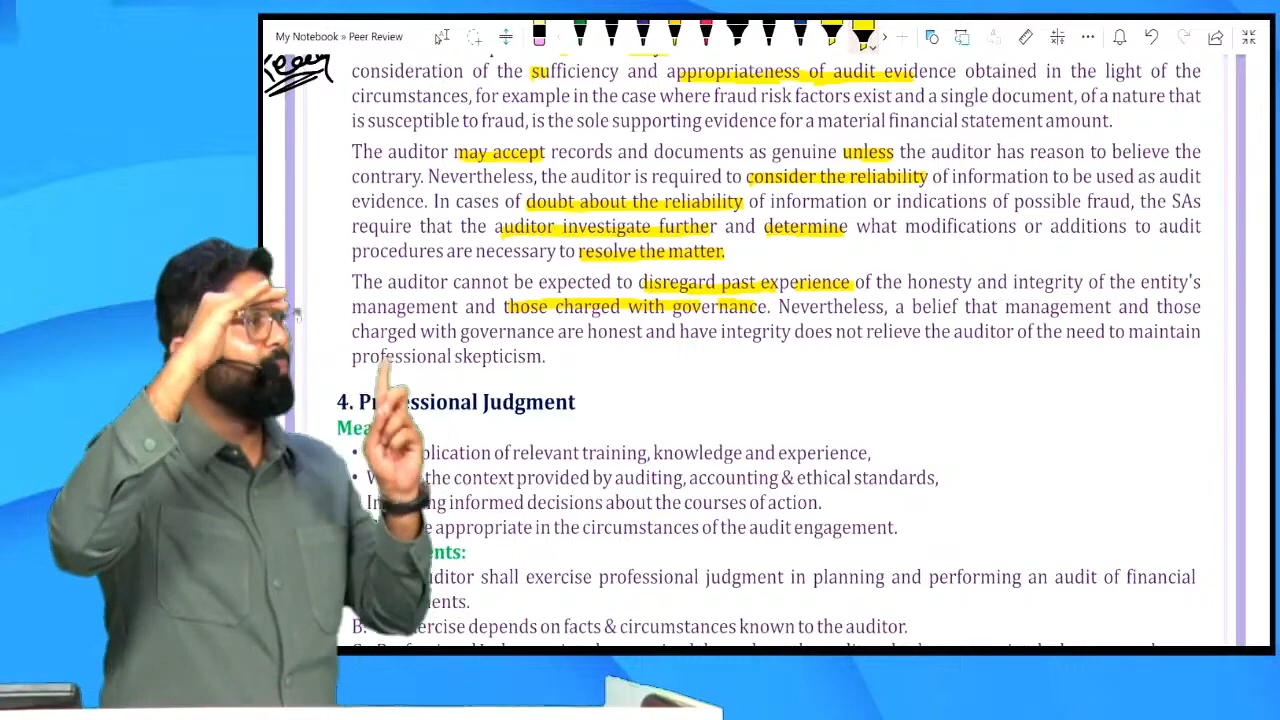 My Notebook » Peer Review
consideration of the sufficiency and appropriateness of audit evidence obtained in the light of the
circumstances, for example in the case where fraud risk factors exist and a single document, of a nature that
is susceptible to fraud, is the sole supporting evidence for a material financial statement amount.
The auditor may accept records and documents as genuine unless the auditor has reason to believe the
contrary. Nevertheless, the auditor is required to consider the reliability of information to be used as audit
evidence. In cases of doubt about the reliability of information or indications of possible fraud, the SAs
require that the auditor investigate further and determine what modifications or additions to audit
procedures are necessary to resolve the matter.
The auditor cannot be expected to disregard past experience of the honesty and integrity of the entity's
management and those charged with governance. Nevertheless, a belief that management and those
charged with governance are honest and have integrity does not relieve the auditor of the need to maintain
professional skepticism.
4. Professional Judgment
of relevant training, knowledge and experience,
the context provided by auditing, accounting & ethical standards,
informed decisions about the courses of action.
appropriate in the circumstances of the audit engagement.
shall exercise professional judgment in planning and performing an audit of financial
B. depends on facts & circumstances known to the auditor.